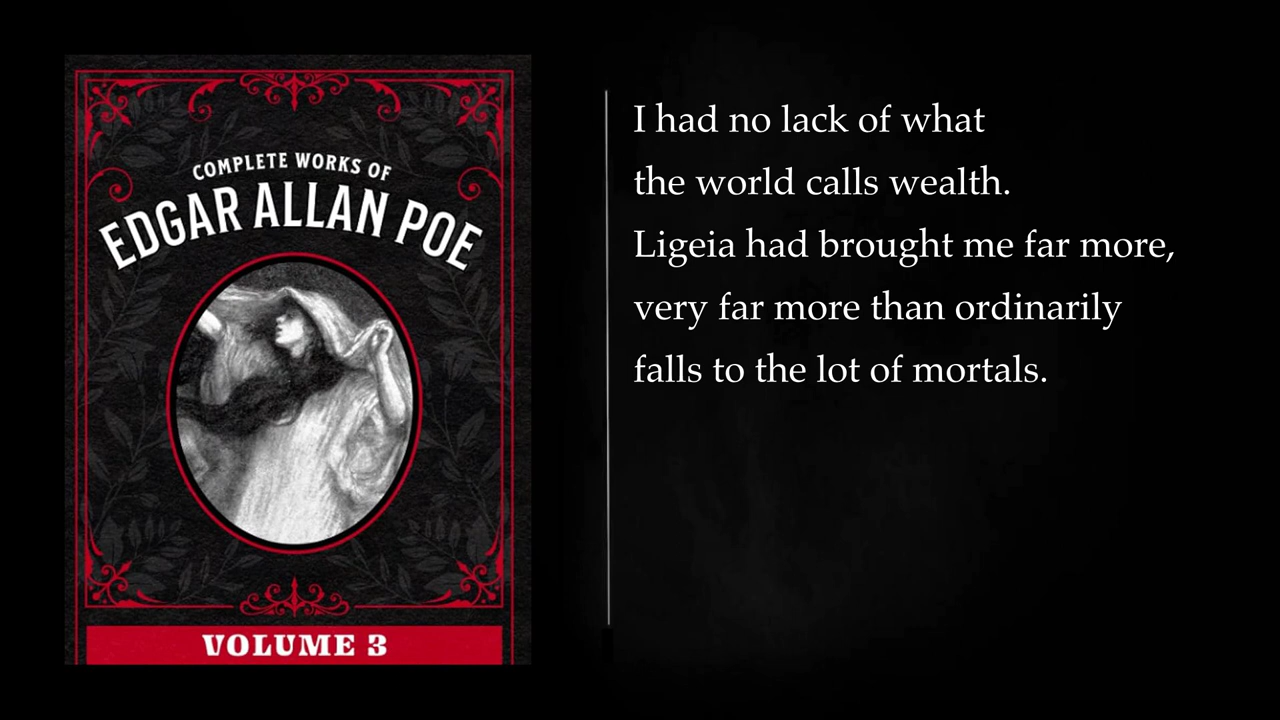 COMPLETE WORKS OF
EDGAR ALLAN POE
VOLUME 3
I had no lack of what
the world calls wealth.
Ligeia had brought me far more,
very far more than ordinarily
falls to the lot of mortals.